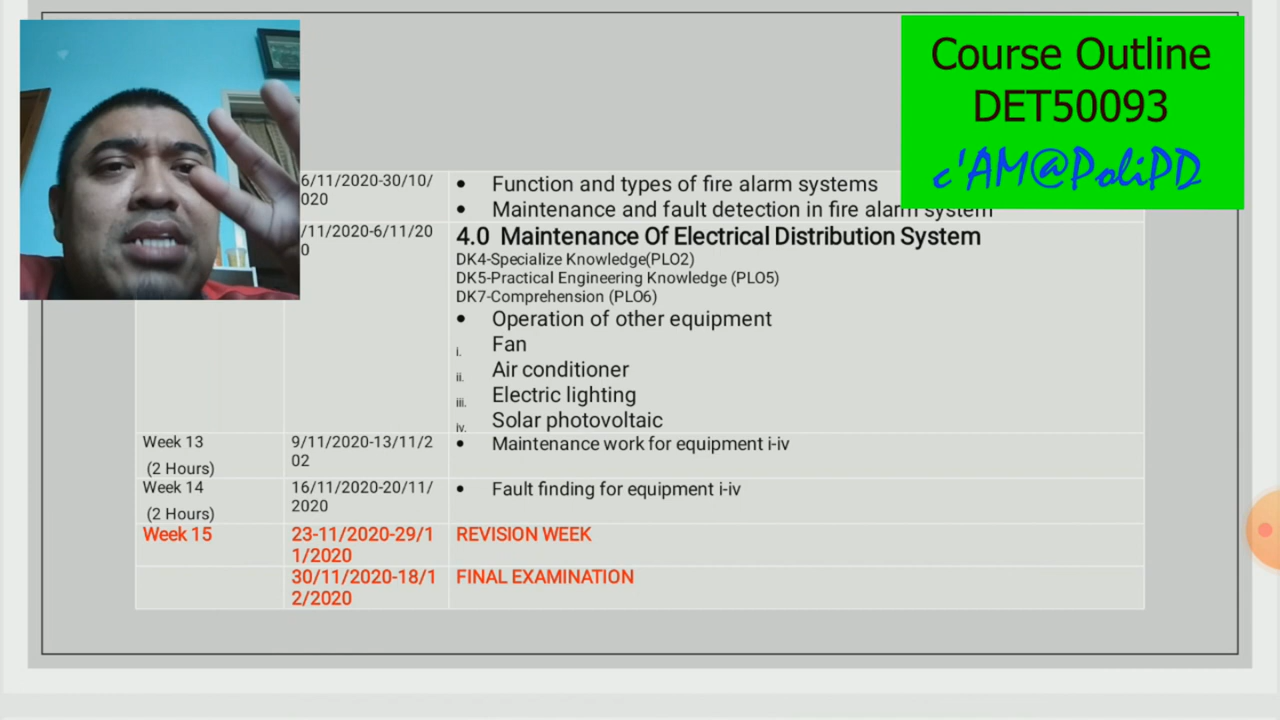 Course Outline
DET50093
c'AM@PoliPD
6/11/2020-30/10/
020
• Function and types of fire alarm systems
• Maintenance and fault detection in fire alarm system
/11/2020-6/11/20
0
4.0 Maintenance Of Electrical Distribution System
DK4-Specialize Knowledge(PLO2)
DK5-Practical Engineering Knowledge (PLO5)
DK7-Comprehension (PLO6)
• Operation of other equipment
i. Fan
ii. Air conditioner
iii. Electric lighting
iv. Solar photovoltaic
Week 13
(2 Hours)
9/11/2020-13/11/2
02
• Maintenance work for equipment i-iv
Week 14
(2 Hours)
16/11/2020-20/11/
2020
• Fault finding for equipment i-iv
Week 15
23-11/2020-29/1
1/2020
REVISION WEEK
30/11/2020-18/1
2/2020
FINAL EXAMINATION